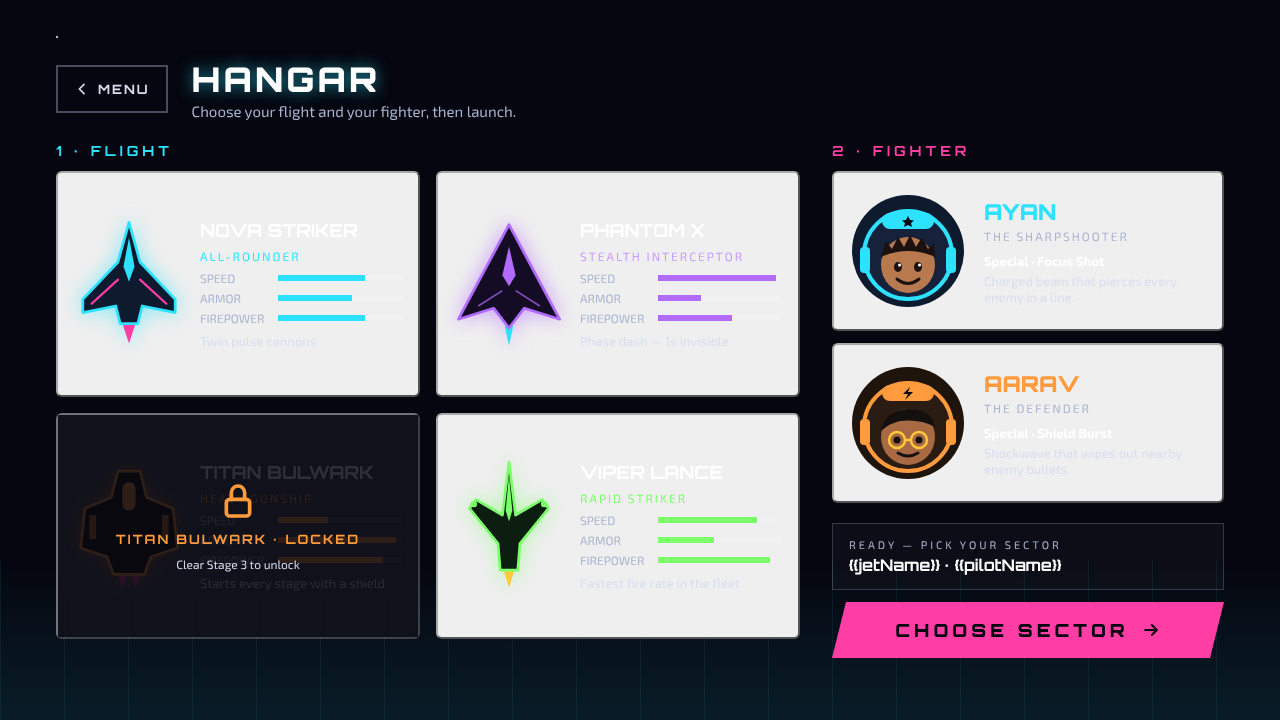 MENU
HANGAR
Choose your flight and your fighter, then launch.
1 · FLIGHT
NOVA STRIKER
ALL-ROUNDER
SPEED
ARMOR
FIREPOWER
Twin pulse cannons
PHANTOM X
STEALTH INTERCEPTOR
SPEED
ARMOR
FIREPOWER
Phase dash — 1s invisible
TITAN BULWARK
SPEED
TITAN BULWARK · LOCKED
FIREPOWER
Clear Stage 3 to unlock
Starts every stage with a shield
VIPER LANCE
RAPID STRIKER
SPEED
ARMOR
FIREPOWER
Fastest fire rate in the fleet
2 · FIGHTER
AYAN
THE SHARPSHOOTER
Special · Focus Shot
Charged beam that pierces every
enemy in a line.
AARAV
THE DEFENDER
Special · Shield Burst
Shockwave that wipes out nearby
enemy bullets.
READY — PICK YOUR SECTOR
{{jetName}} · {{pilotName}}
CHOOSE SECTOR